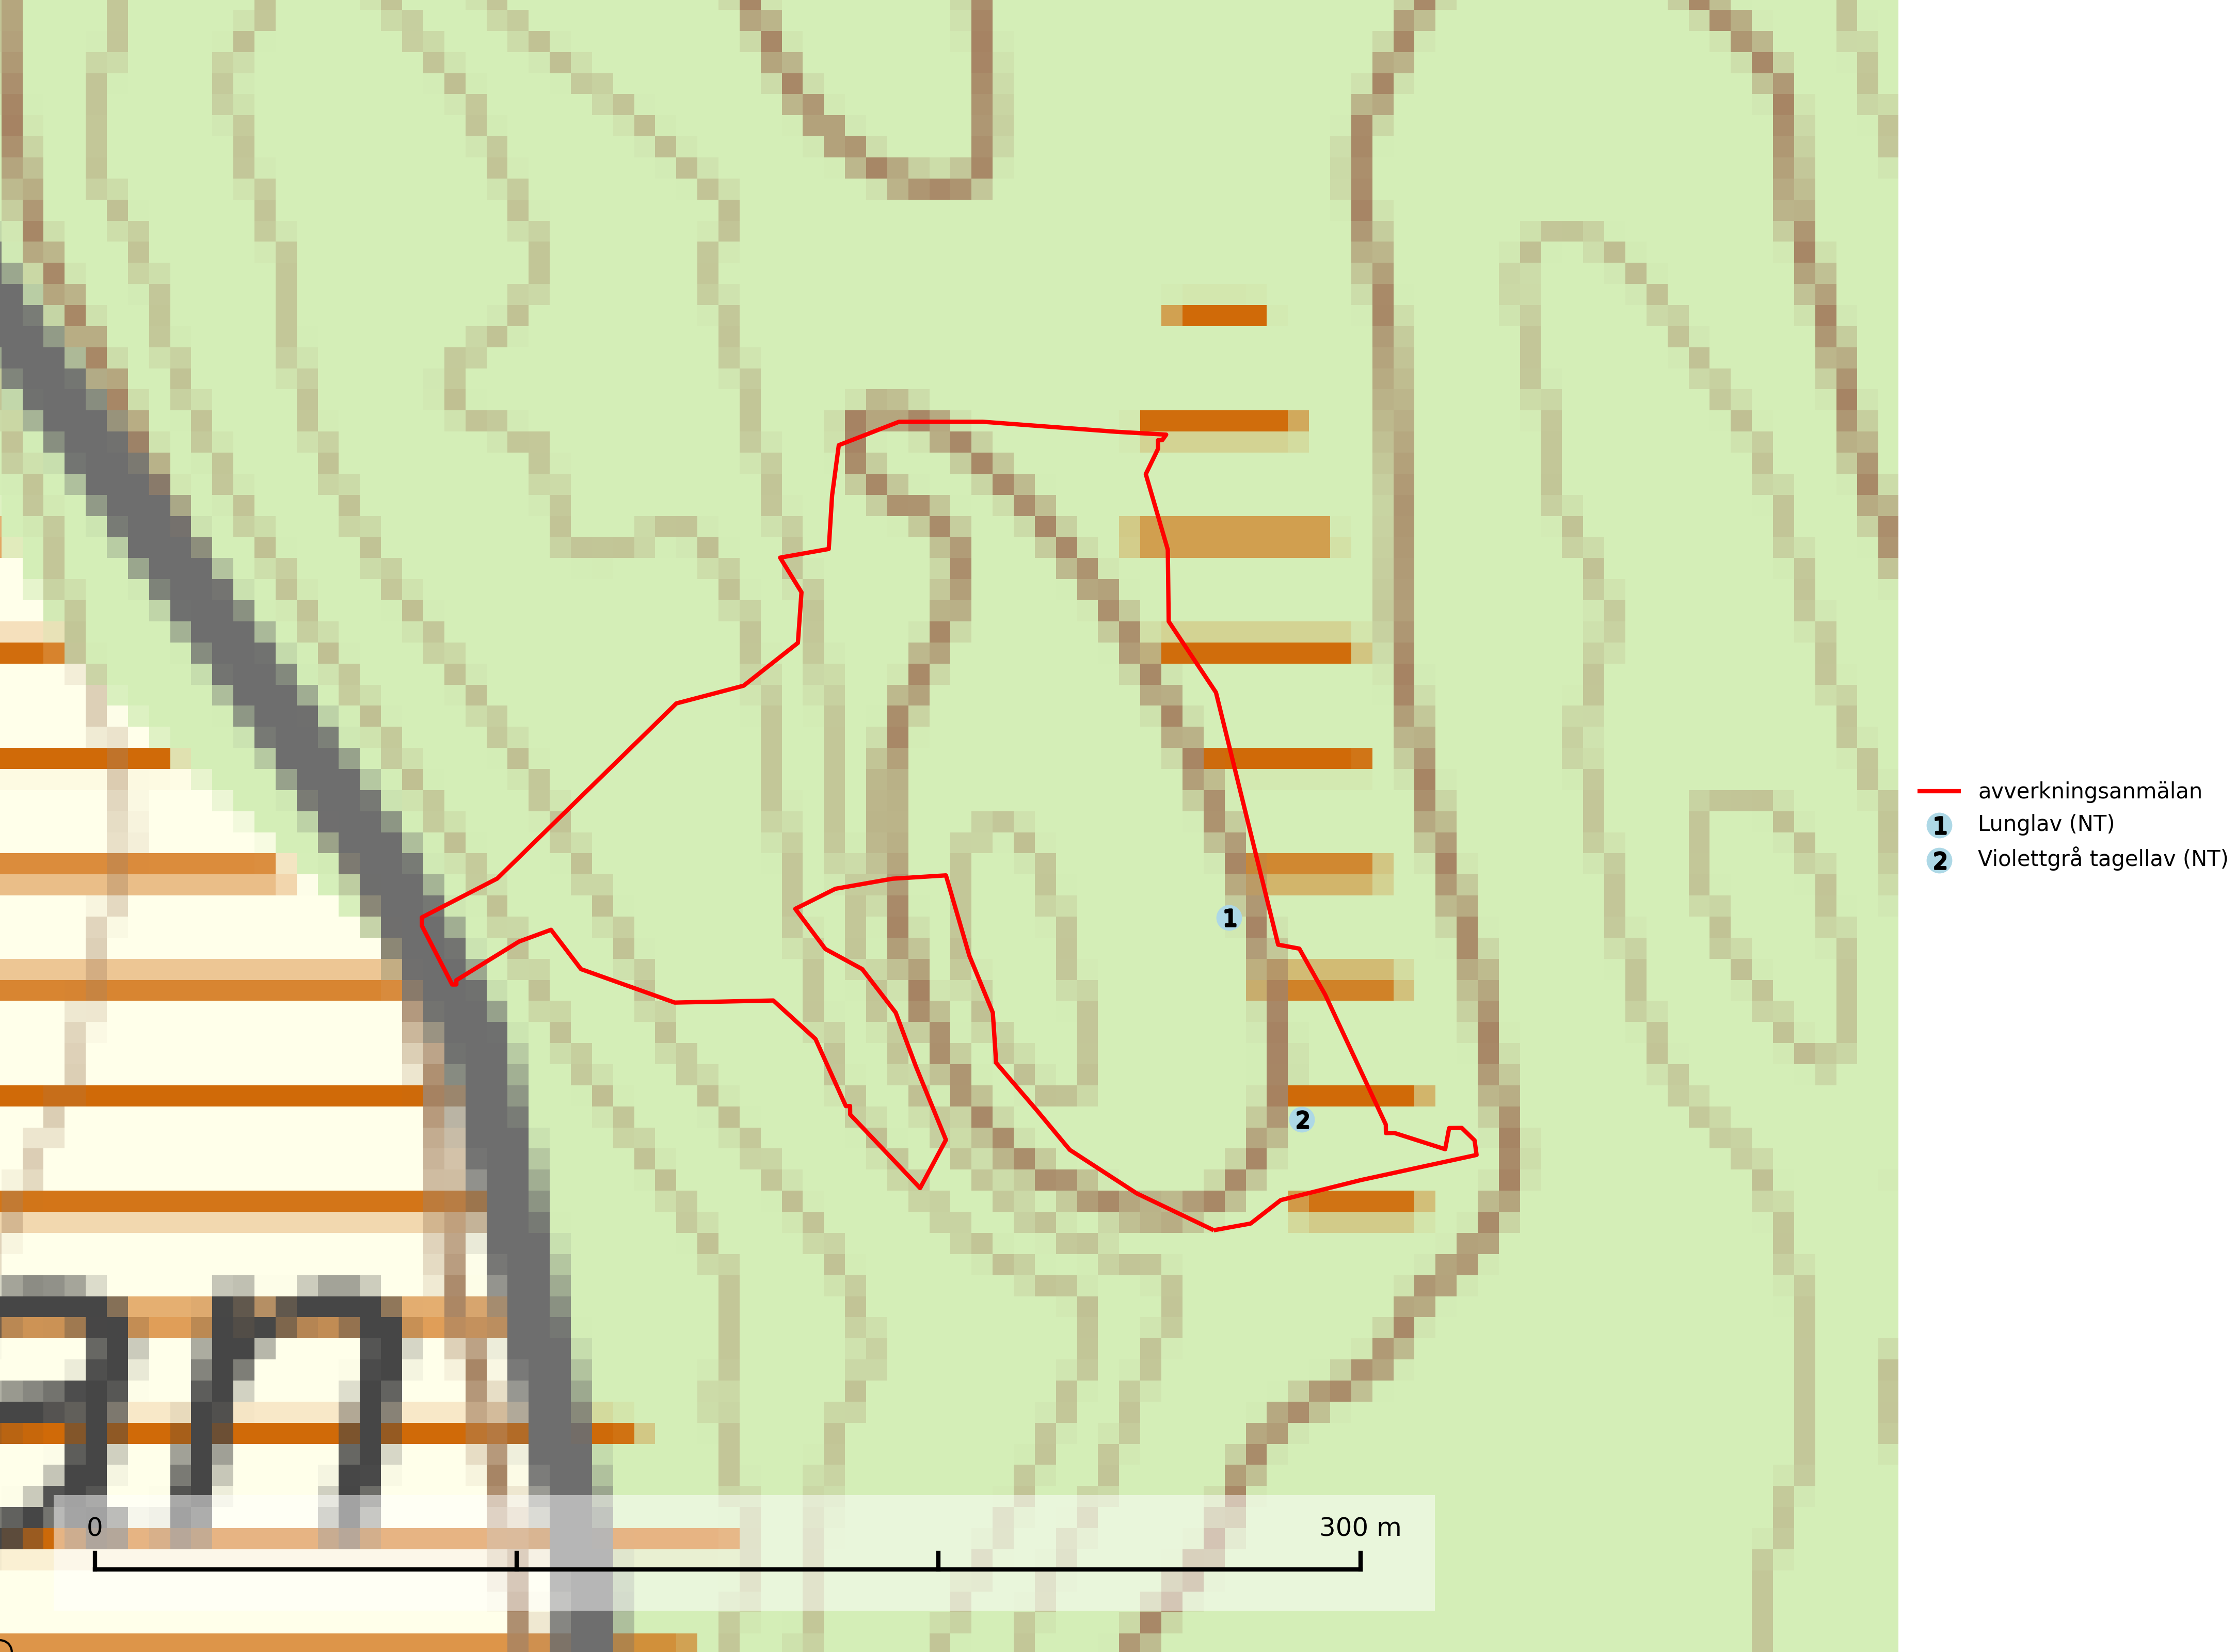 1
2
avverkningsanmälan
1 Lunglav (NT)
2 Violettgrå tagellav (NT)
0 300 m